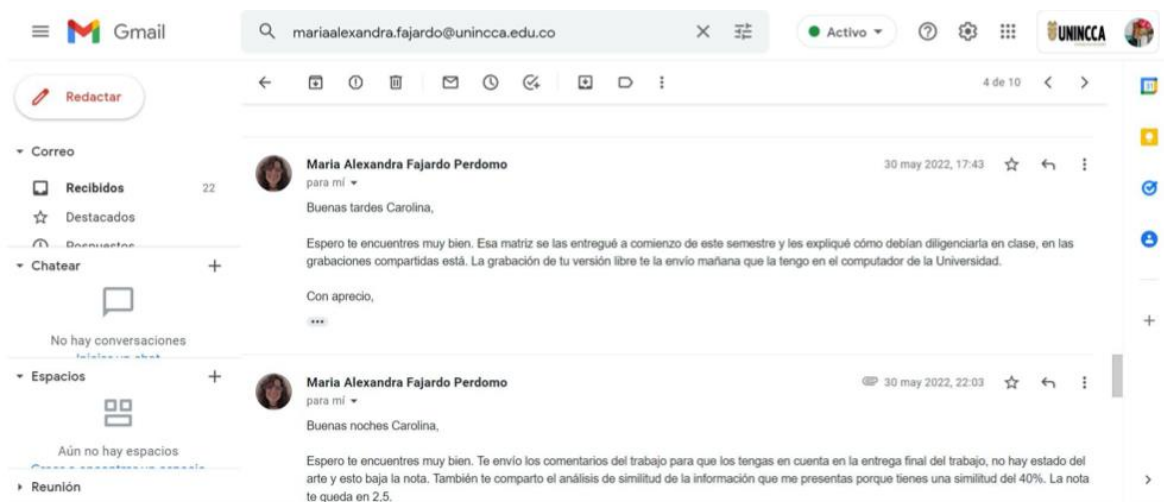 Gmail
mariaalexandra.fajardo@unincca.edu.co
Activo
UNINCCA
Redactar
4 de 10
Correo
Recibidos 22
Destacados
Pospuestos
Chatear
No hay conversaciones
Iniciar un chat
Espacios
Aún no hay espacios
Reunión
Maria Alexandra Fajardo Perdomo 30 may 2022, 17:43
para mí
Buenas tardes Carolina,
Espero te encuentres muy bien. Esa matriz se las entregué a comienzo de este semestre y les expliqué cómo debían diligenciarla en clase, en las
grabaciones compartidas está. La grabación de tu versión libre te la envío mañana que la tengo en el computador de la Universidad.
Con aprecio,
Maria Alexandra Fajardo Perdomo 30 may 2022, 22:03
para mí
Buenas noches Carolina,
Espero te encuentres muy bien. Te envío los comentarios del trabajo para que los tengas en cuenta en la entrega final del trabajo, no hay estado del
arte y esto baja la nota. También te comparto el análisis de similitud de la información que me presentas porque tienes una similitud del 40%. La nota
te queda en 2,5.